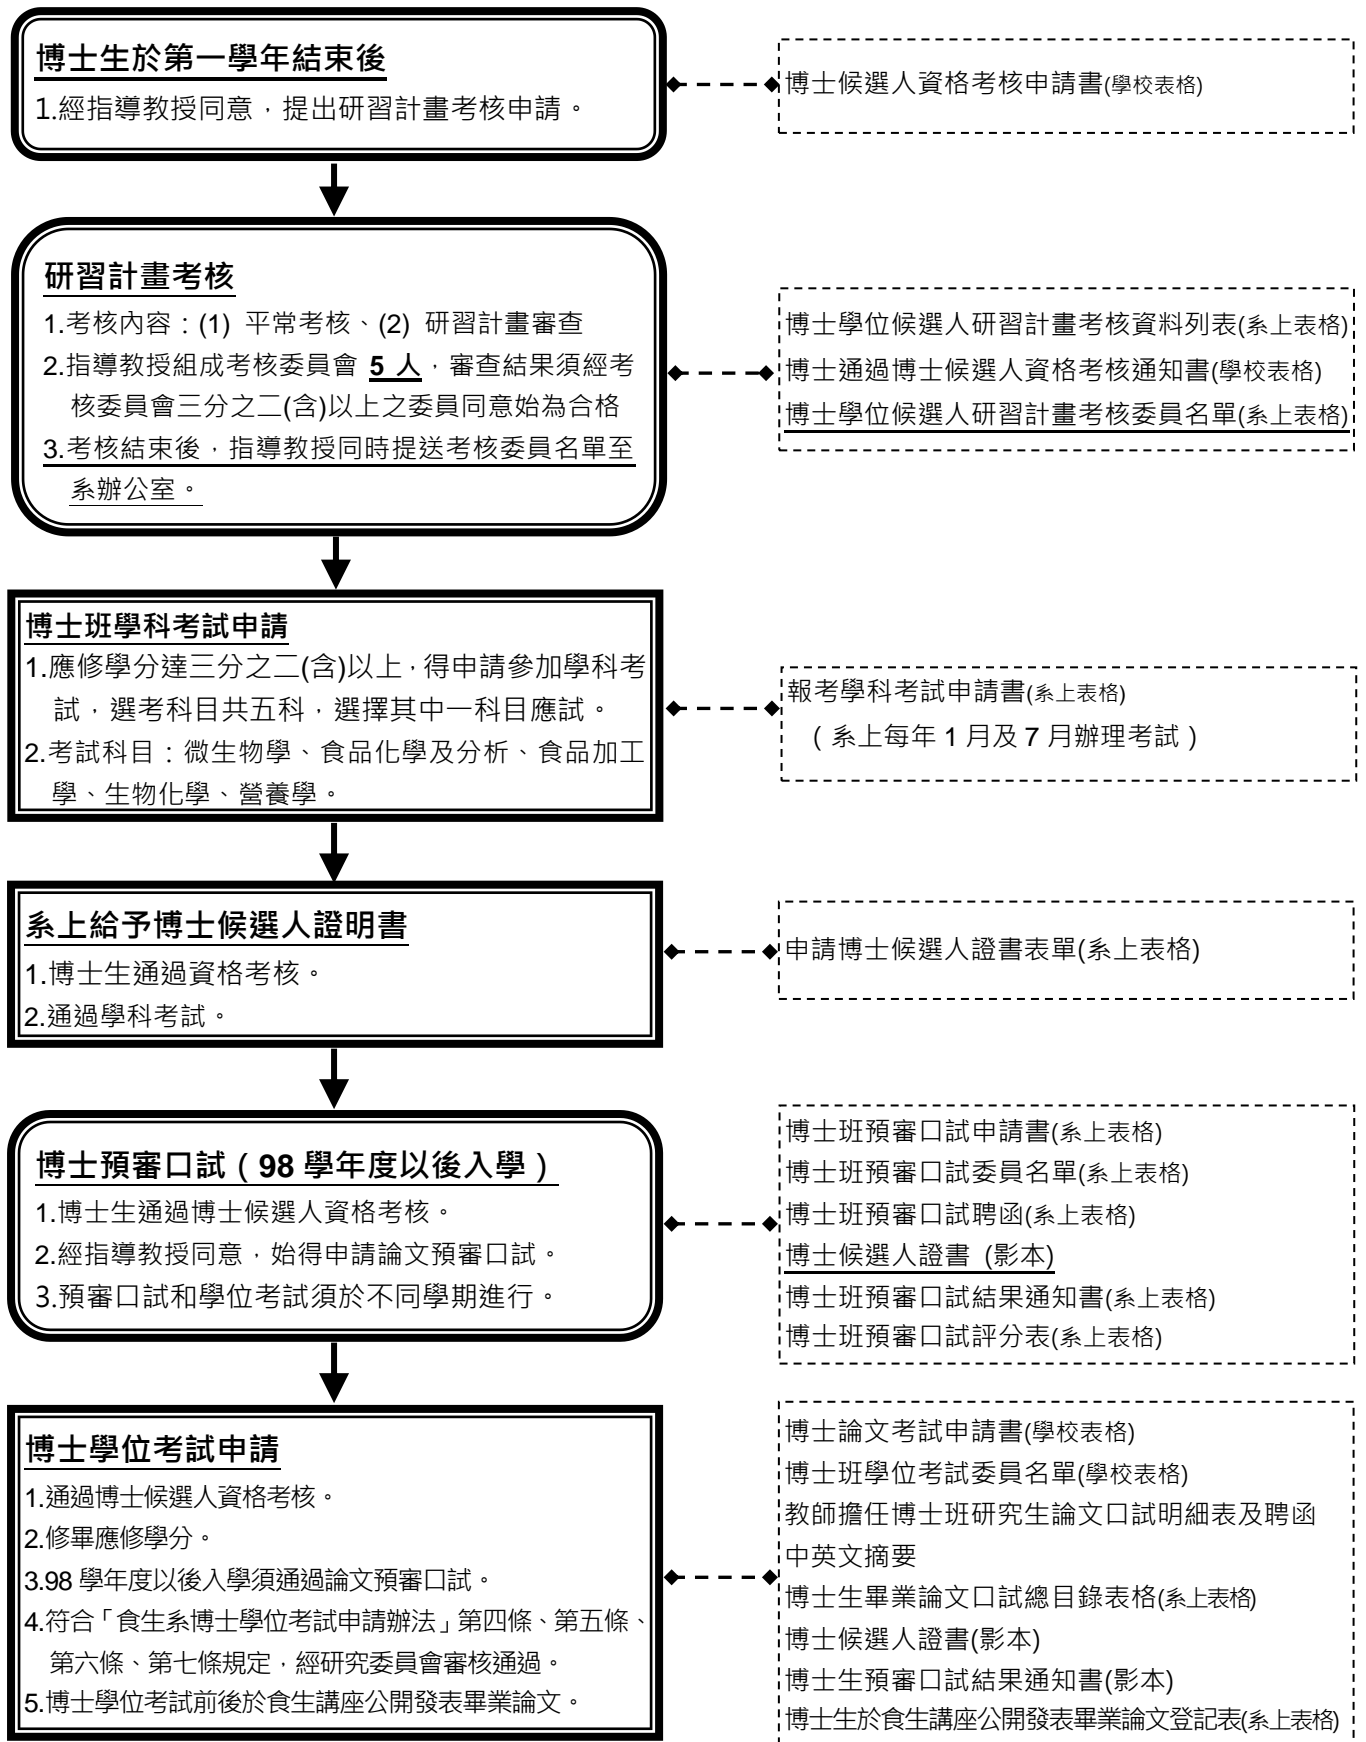 博士生於第一學年結束後
1.經指導教授同意，提出研習計畫考核申請。
博士候選人資格考核申請書(學校表格)
研習計畫考核
1.考核內容：(1) 平常考核、(2) 研習計畫審查
2.指導教授組成考核委員會 5 人，審查結果須經考
核委員會三分之二(含)以上之委員同意始為合格
3.考核結束後，指導教授同時提送考核委員名單至
系辦公室。
博士學位候選人研習計畫考核資料列表(系上表格)
博士通過博士候選人資格考核通知書(學校表格)
博士學位候選人研習計畫考核委員名單(系上表格)
博士班學科考試申請
1.應修學分達三分之二(含)以上，得申請參加學科考
試，選考科目共五科，選擇其中一科目應試。
2.考試科目：微生物學、食品化學及分析、食品加工
學、生物化學、營養學。
報考學科考試申請書(系上表格)
（系上每年 1 月及 7 月辦理考試）
系上給予博士候選人證明書
1.博士生通過資格考核。
2.通過學科考試。
申請博士候選人證書表單(系上表格)
博士預審口試（98 學年度以後入學）
1.博士生通過博士候選人資格考核。
2.經指導教授同意，始得申請論文預審口試。
3.預審口試和學位考試須於不同學期進行。
博士班預審口試申請書(系上表格)
博士班預審口試委員名單(系上表格)
博士班預審口試聘函(系上表格)
博士候選人證書 (影本)
博士班預審口試結果通知書(系上表格)
博士班預審口試評分表(系上表格)
博士學位考試申請
1.通過博士候選人資格考核。
2.修畢應修學分。
3.98 學年度以後入學須通過論文預審口試。
4.符合「食生系博士學位考試申請辦法」第四條、第五條、
第六條、第七條規定，經研究委員會審核通過。
5.博士學位考試前後於食生講座公開發表畢業論文。
博士論文考試申請書(學校表格)
博士班學位考試委員名單(學校表格)
教師擔任博士班研究生論文口試明細表及聘函
中英文摘要
博士生畢業論文口試總目錄表格(系上表格)
博士候選人證書(影本)
博士生預審口試結果通知書(影本)
博士生於食生講座公開發表畢業論文登記表(系上表格)